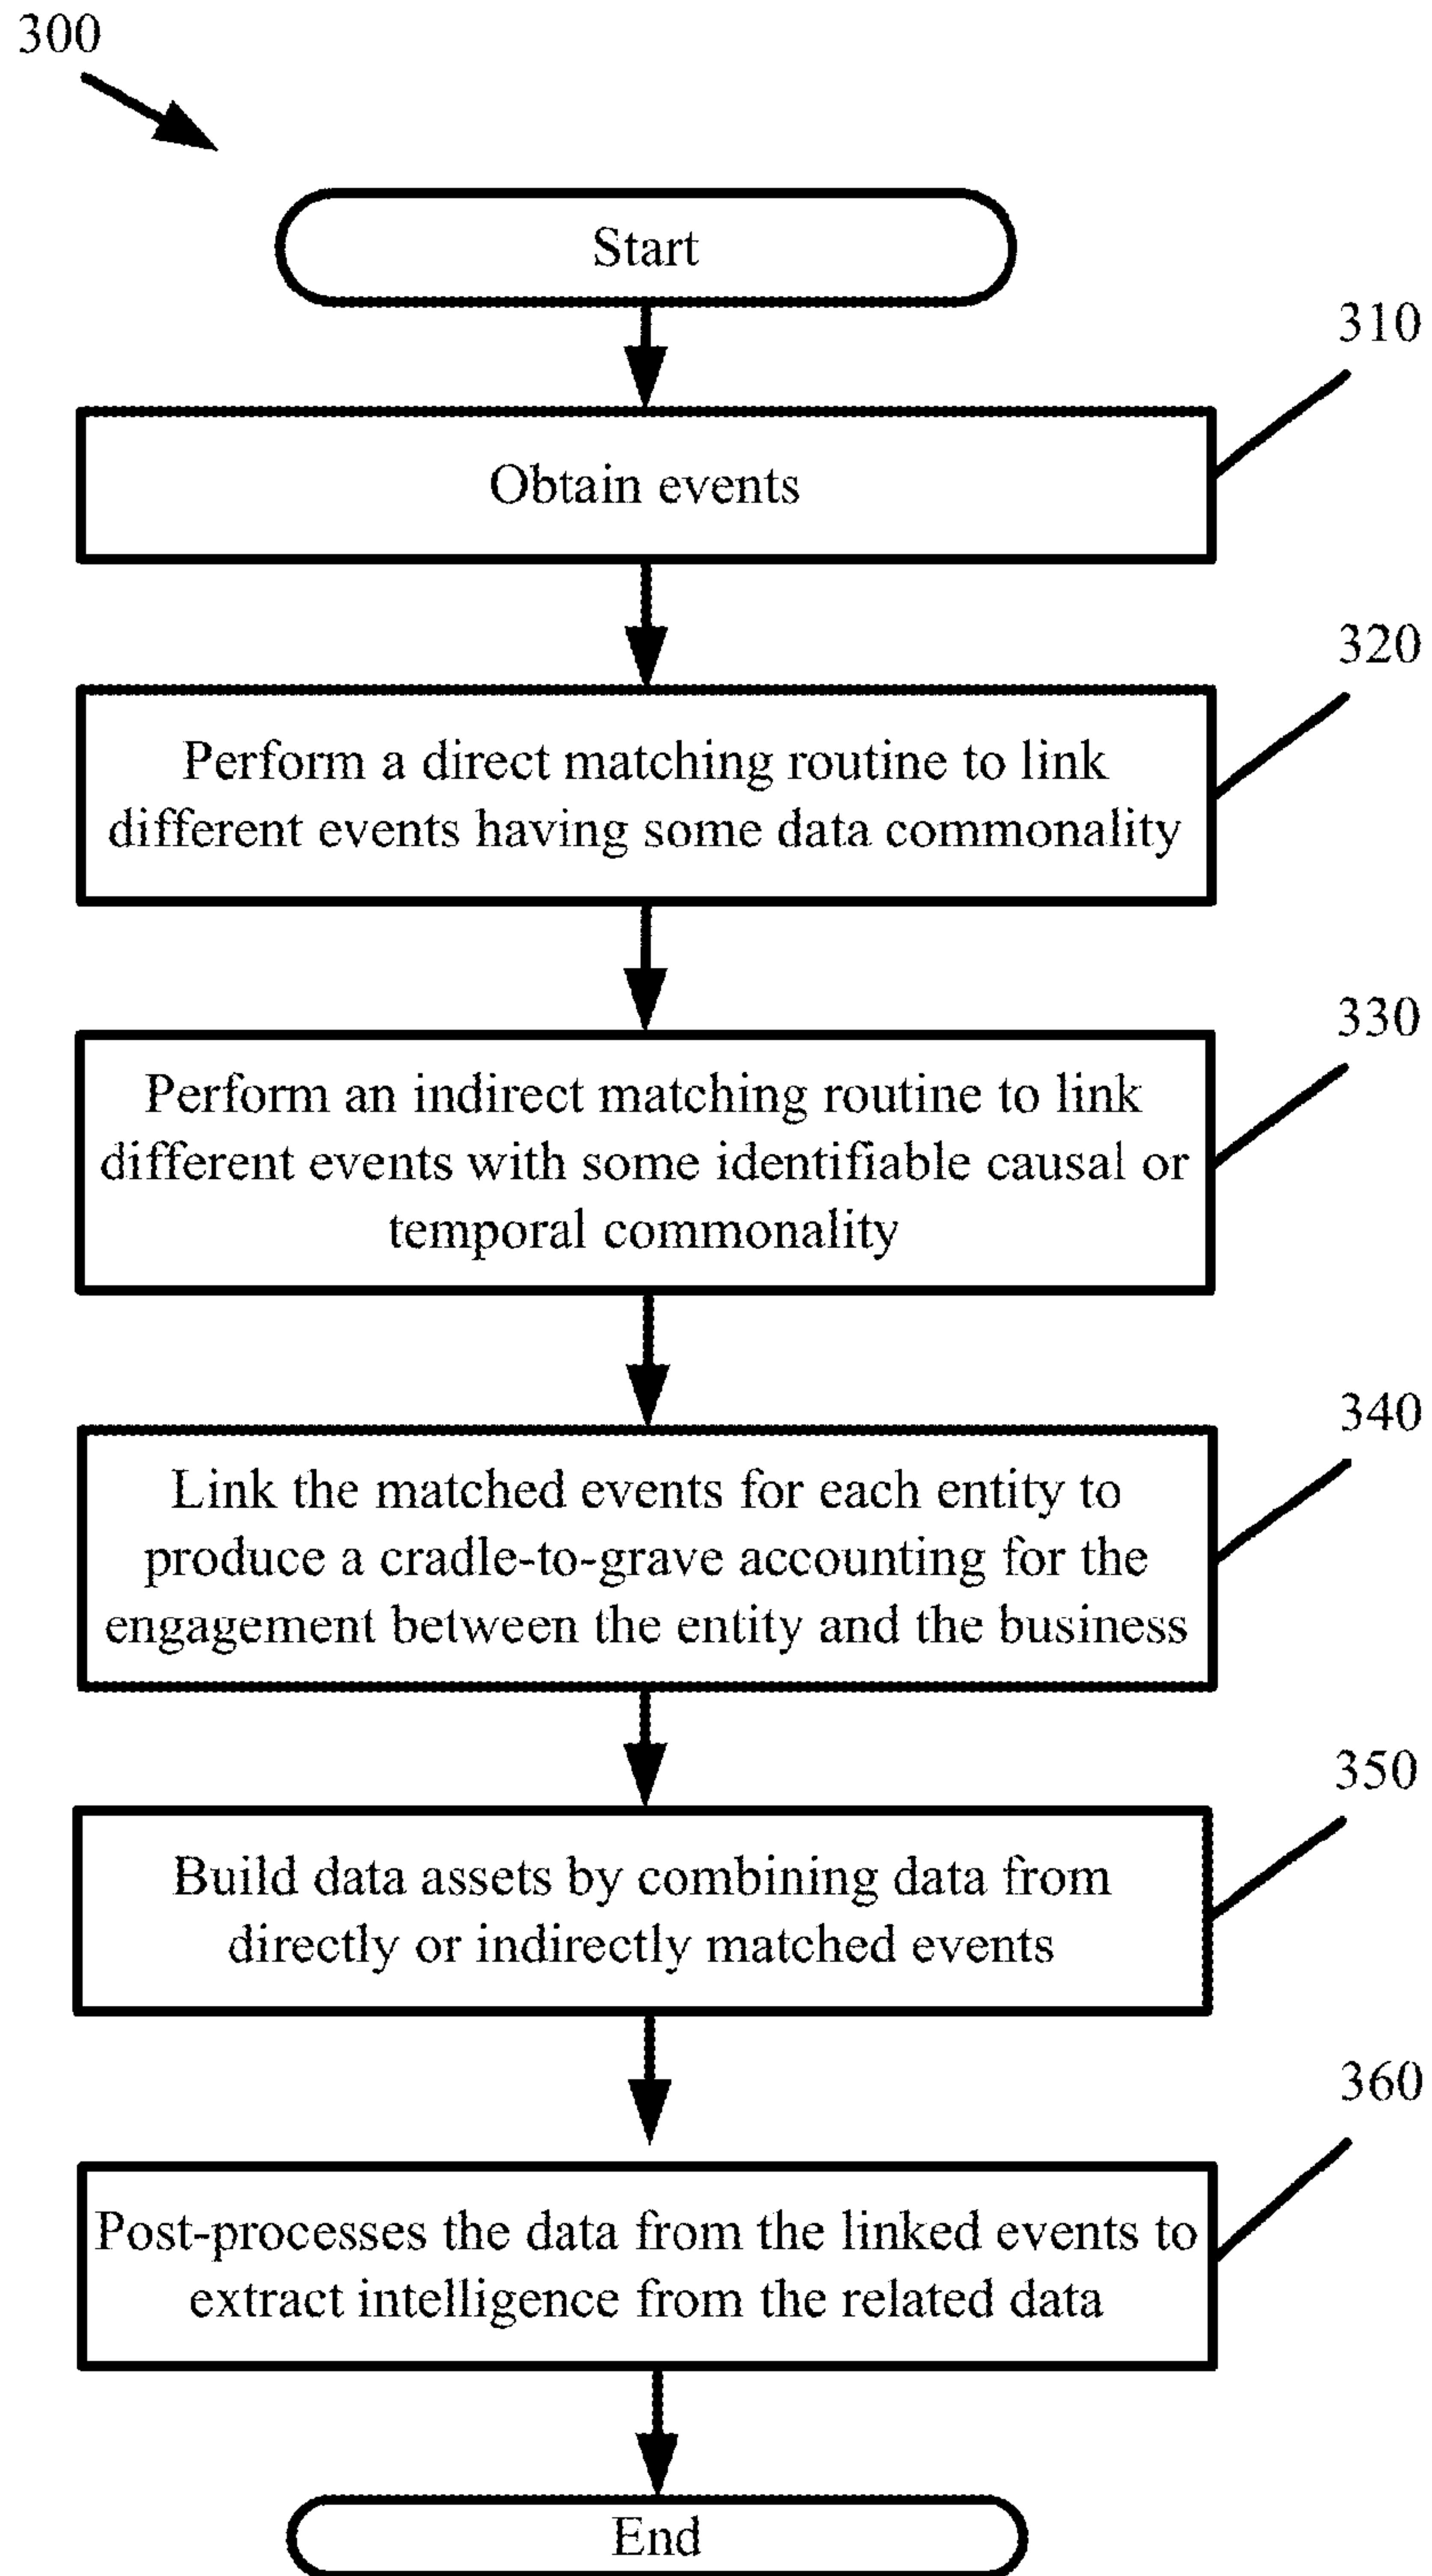 300
Start
310
Obtain events
320
Perform a direct matching routine to link
different events having some data commonality
330
Perform an indirect matching routine to link
different events with some identifiable causal or
temporal commonality
340
Link the matched events for each entity to
produce a cradle-to-grave accounting for the
engagement between the entity and the business
350
Build data assets by combining data from
directly or indirectly matched events
360
Post-processes the data from the linked events to
extract intelligence from the related data
End